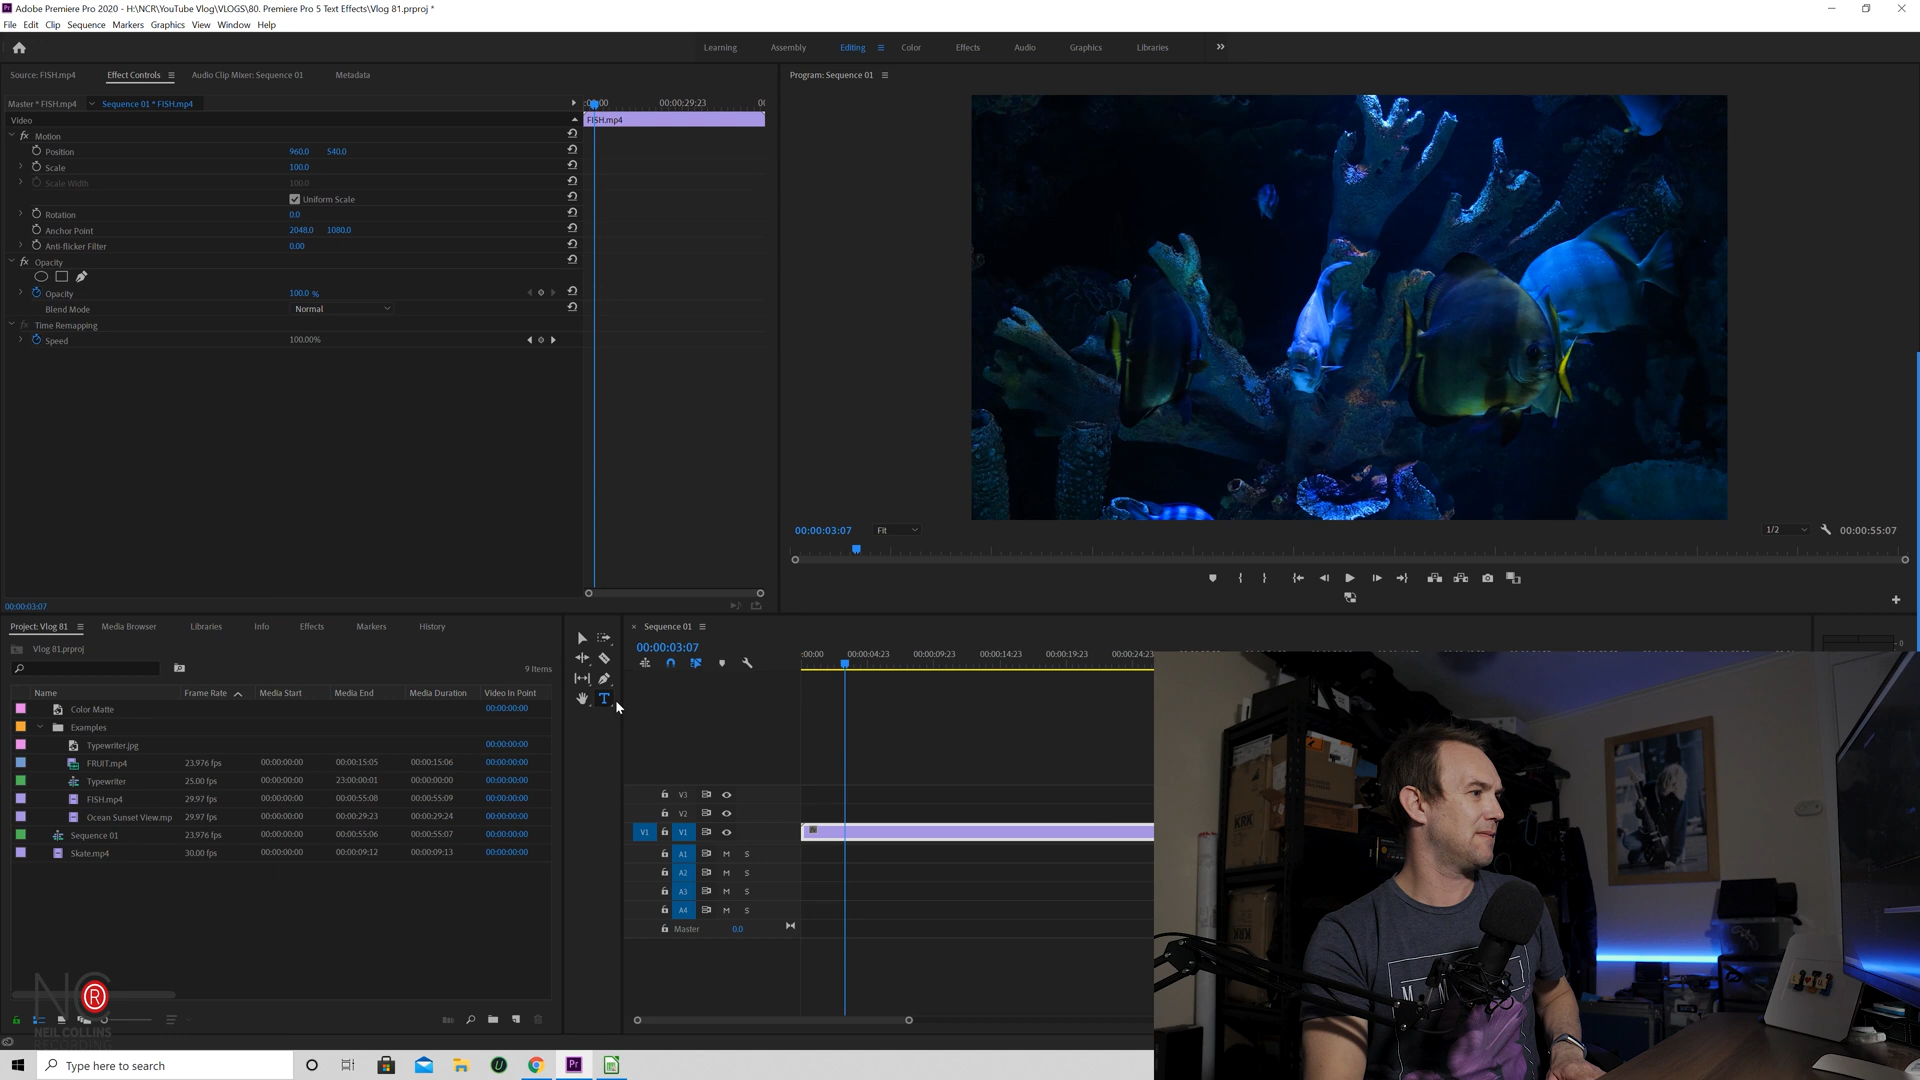 Adobe Premiere Pro 2020 - H:\NCR\YouTube Vlog\VLOGS\80. Premiere Pro 5 Text Effects\Vlog 81.prproj *
File Edit Clip Sequence Markers Graphics View Window Help
Learning Assembly Editing Color Effects Audio Graphics Libraries
Source: FISH.mp4 Effect Controls Audio Clip Mixer: Sequence 01 Metadata
Program: Sequence 01
Master * FISH.mp4 Sequence 01 * FISH.mp4 :00:00 00:00:29:23 00
Video FISH.mp4
fx Motion
Position 960.0 540.0
Scale 100.0
Scale Width 100.0
Uniform Scale
Rotation 0.0
Anchor Point 2048.0 1080.0
Anti-flicker Filter 0.00
fx Opacity
Opacity 100.0 %
Blend Mode Normal
fx Time Remapping
Speed 100.00%
00:00:03:07 Fit 1/2 00:00:55:07
00:00:03:07
Project: Vlog 81 Media Browser Libraries Info Effects Markers History
Vlog 81.prproj
9 Items
Name Frame Rate Media Start Media End Media Duration Video In Point
Color Matte 00:00:00:00
Examples
Typewriter.jpg 00:00:00:00
FRUIT.mp4 23.976 fps 00:00:00:00 00:00:15:05 00:00:15:06 00:00:00:00
Typewriter 25.00 fps 00:00:00:00 23:00:00:01 00:00:00:00 00:00:00:00
FISH.mp4 29.97 fps 00:00:00:00 00:00:55:08 00:00:55:09 00:00:00:00
Ocean Sunset View.mp 29.97 fps 00:00:00:00 00:00:29:23 00:00:29:24 00:00:00:00
Sequence 01 23.976 fps 00:00:00:00 00:00:55:06 00:00:55:07 00:00:00:00
Skate.mp4 30.00 fps 00:00:00:00 00:00:09:12 00:00:09:13 00:00:00:00
Sequence 01
00:00:03:07
:00:00 00:00:04:23 00:00:09:23 00:00:14:23 00:00:19:23 00:00:24:23
0
V3
V2
V1 V1 fx
A1 M S
A2 M S
A3 M S
A4 M S
Master 0.0
T
KRK
KRK
NC ®
NEIL COLLINS
RECORDING
Type here to search
Pr